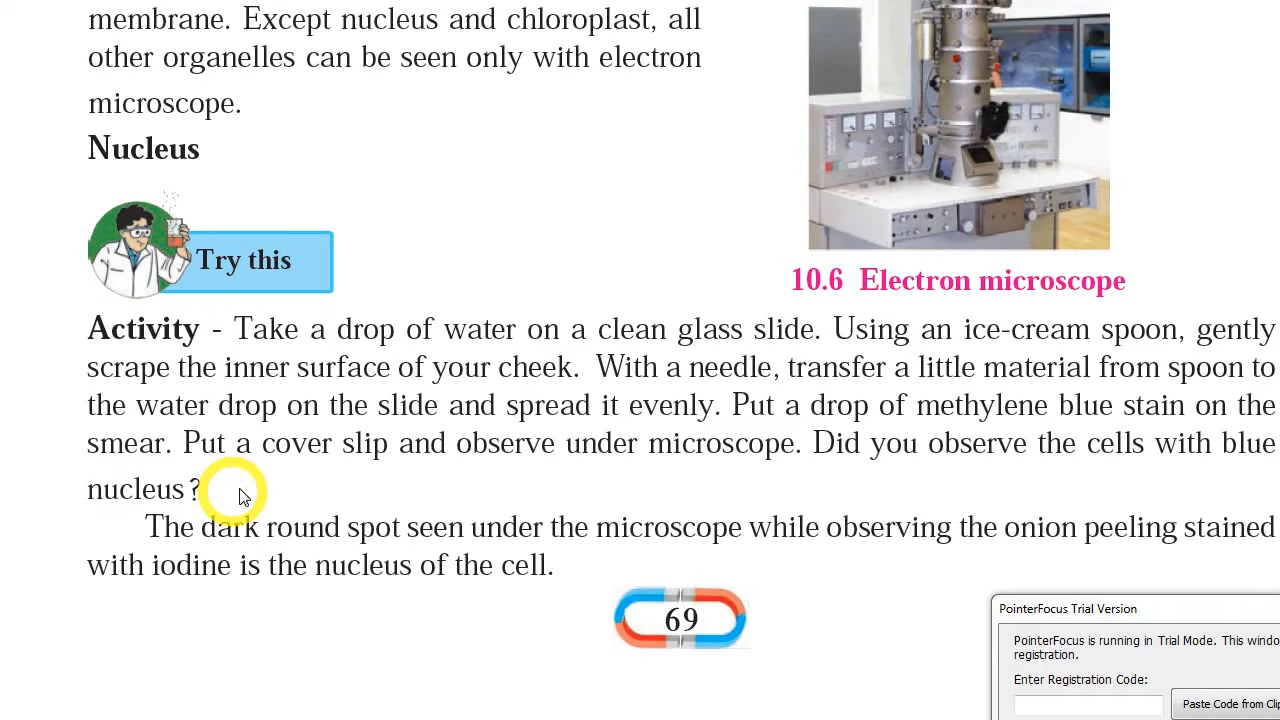 membrane. Except nucleus and chloroplast, all
other organelles can be seen only with electron
microscope.
Nucleus
Try this
10.6 Electron microscope
Activity - Take a drop of water on a clean glass slide. Using an ice-cream spoon, gently
scrape the inner surface of your cheek. With a needle, transfer a little material from spoon to
the water drop on the slide and spread it evenly. Put a drop of methylene blue stain on the
smear. Put a cover slip and observe under microscope. Did you observe the cells with blue
nucleus?
The dark round spot seen under the microscope while observing the onion peeling stained
with iodine is the nucleus of the cell.
69
PointerFocus Trial Version
PointerFocus is running in Trial Mode. This windo
registration.
Enter Registration Code:
Paste Code from Clip